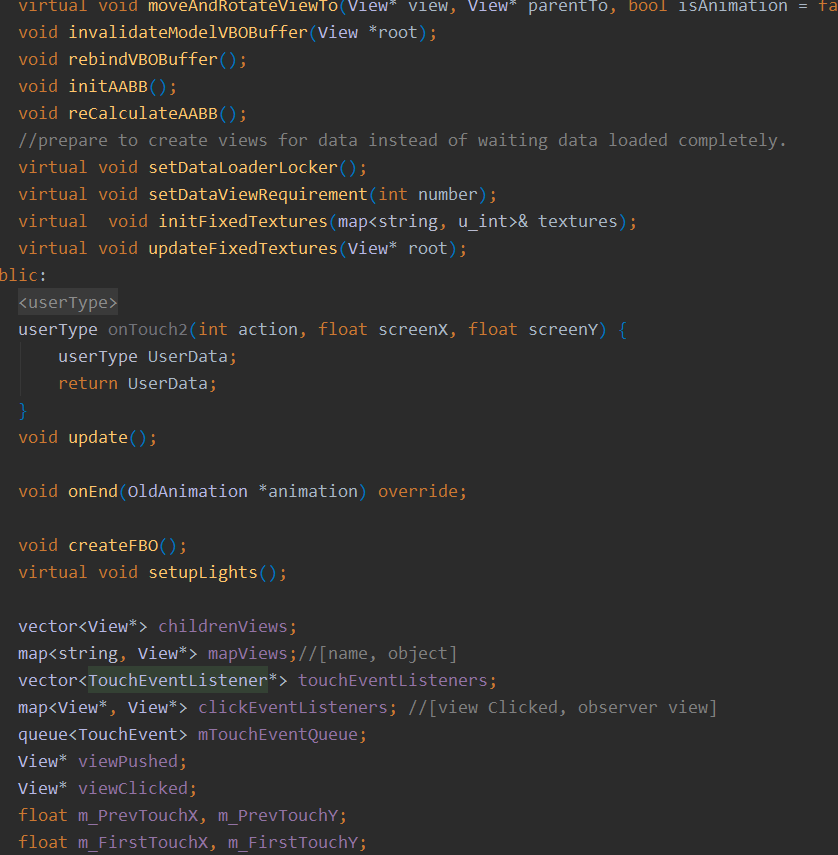 virtual void moveAndRotateViewTo(View* view, View* parentTo, bool isAnimation = fa
void invalidateModelVBOBuffer(View *root);
void rebindVBOBuffer();
void initAABB();
void reCalculateAABB();
//prepare to create views for data instead of waiting data loaded completely.
virtual void setDataLoaderLocker();
virtual void setDataViewRequirement(int number);
virtual  void initFixedTextures(map<string, u_int>& textures);
virtual void updateFixedTextures(View* root);
blic:
<userType>
userType onTouch2(int action, float screenX, float screenY) {
userType UserData;
return UserData;
}
void update();
void onEnd(OldAnimation *animation) override;
void createFBO();
virtual void setupLights();
vector<View*> childrenViews;
map<string, View*> mapViews;//[name, object]
vector<TouchEventListener*> touchEventListeners;
map<View*, View*> clickEventListeners; //[view Clicked, observer view]
queue<TouchEvent> mTouchEventQueue;
View* viewPushed;
View* viewClicked;
float m_PrevTouchX, m_PrevTouchY;
float m_FirstTouchX, m_FirstTouchY;